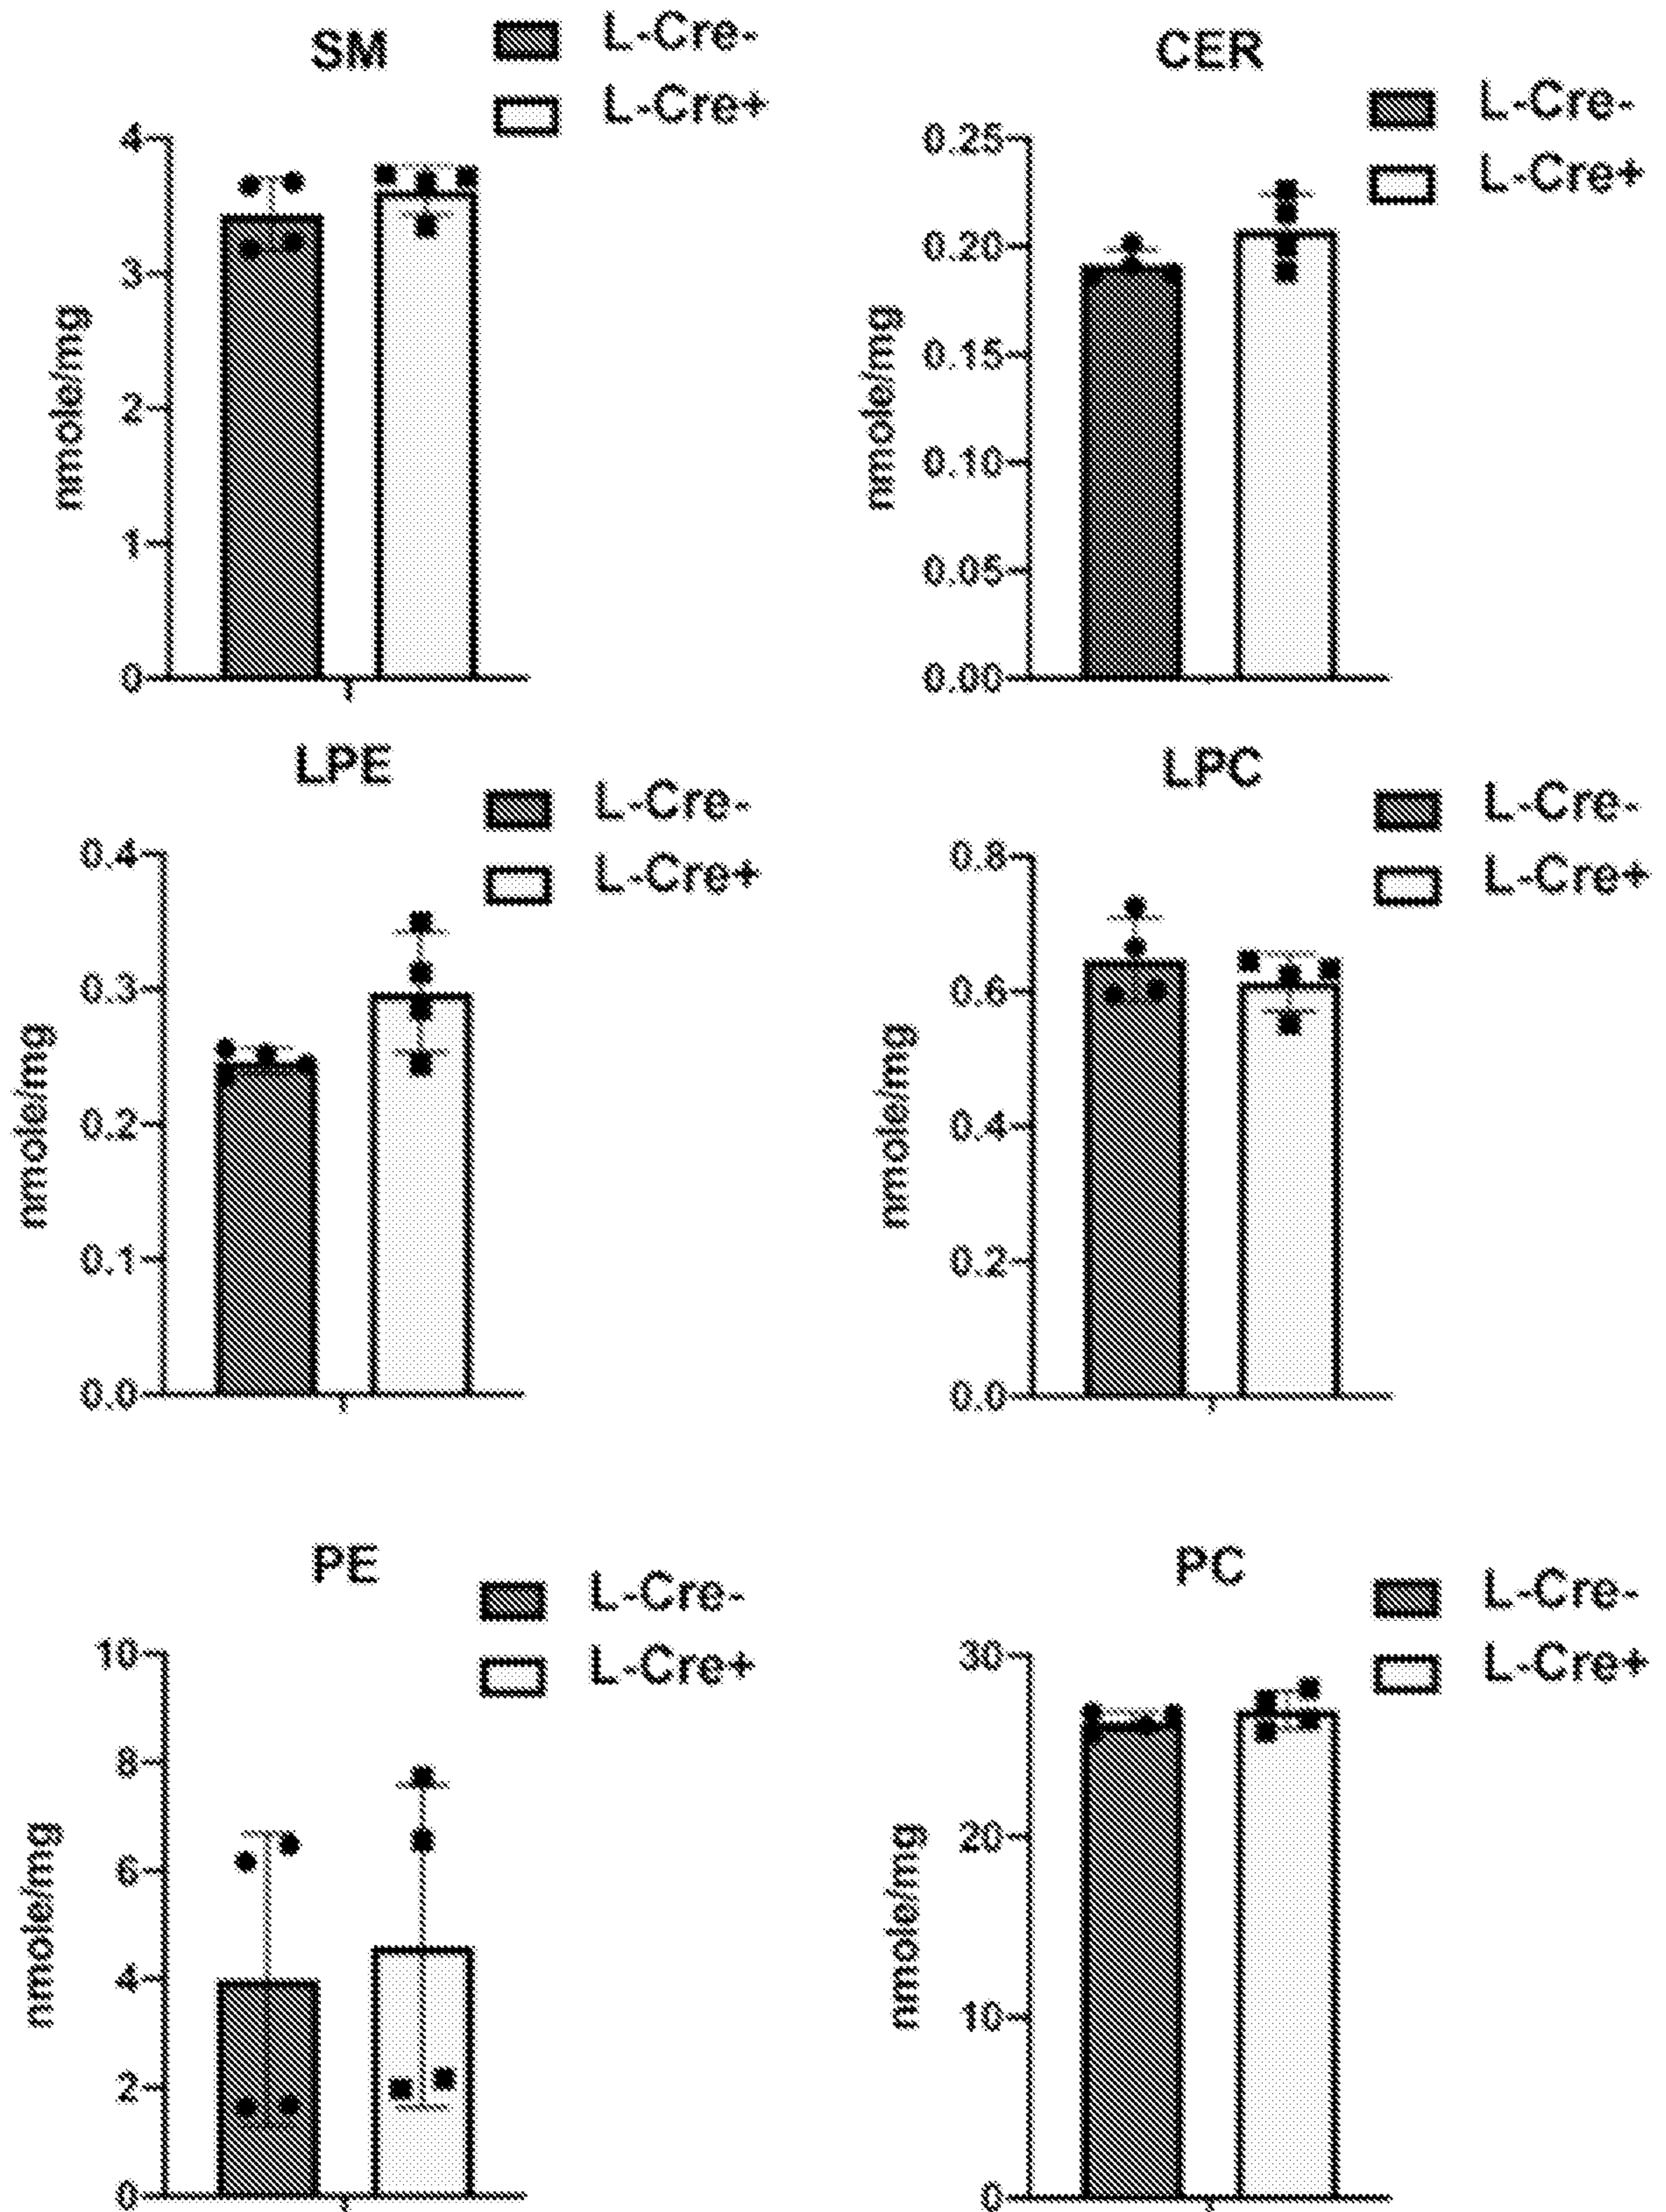 SM
L-Cre-
L-Cre+
4
3
2
1
0
nmole/mg
CER
L-Cre-
L-Cre+
0.25
0.20
0.15
0.10
0.05
0.00
nmole/mg
LPE
L-Cre-
L-Cre+
0.4
0.3
0.2
0.1
0.0
nmole/mg
LPC
L-Cre-
L-Cre+
0.8
0.6
0.4
0.2
0.0
nmole/mg
PE
L-Cre-
L-Cre+
10
8
6
4
2
0
nmole/mg
PC
L-Cre-
L-Cre+
30
20
10
0
nmole/mg